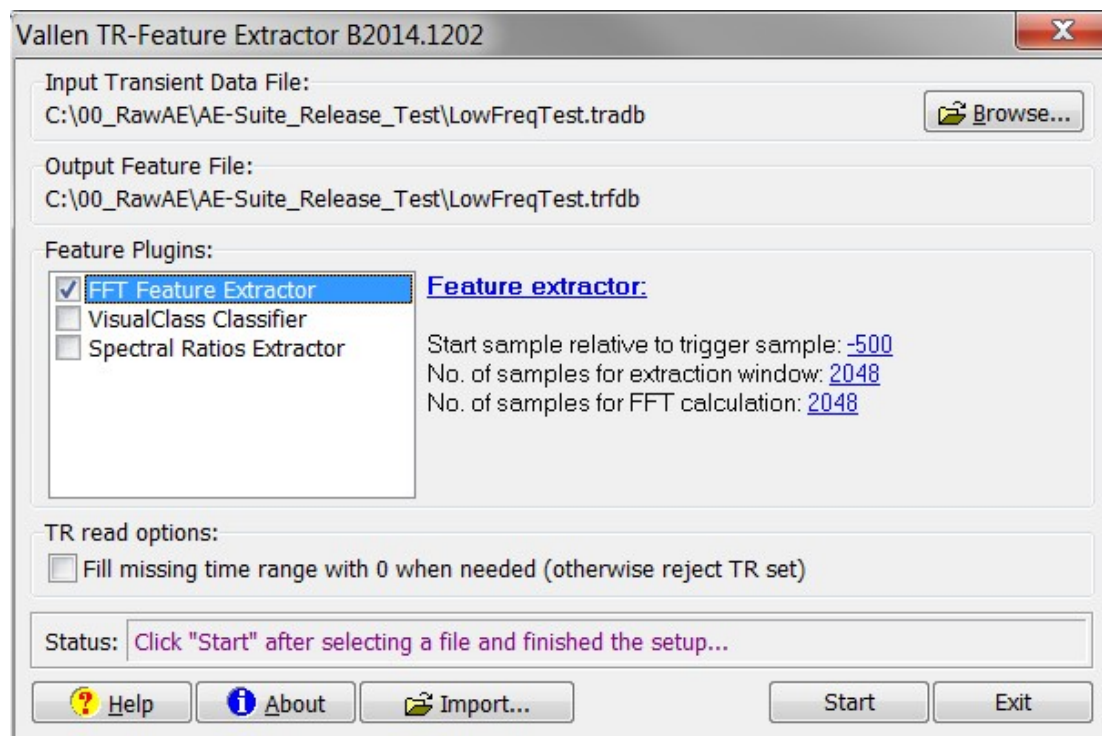 Vallen TR-Feature Extractor B2014.1202
X
Input Transient Data File:
C:\00_RawAE\AE-Suite_Release_Test\LowFreqTest.tradb
Browse...
Output Feature File:
C:\00_RawAE\AE-Suite_Release_Test\LowFreqTest.trfdb
Feature Plugins:
FFT Feature Extractor
VisualClass Classifier
Spectral Ratios Extractor
Feature extractor:
Start sample relative to trigger sample: -500
No. of samples for extraction window: 2048
No. of samples for FFT calculation: 2048
TR read options:
Fill missing time range with 0 when needed (otherwise reject TR set)
Status: Click "Start" after selecting a file and finished the setup...
? Help
i About
Import...
Start
Exit